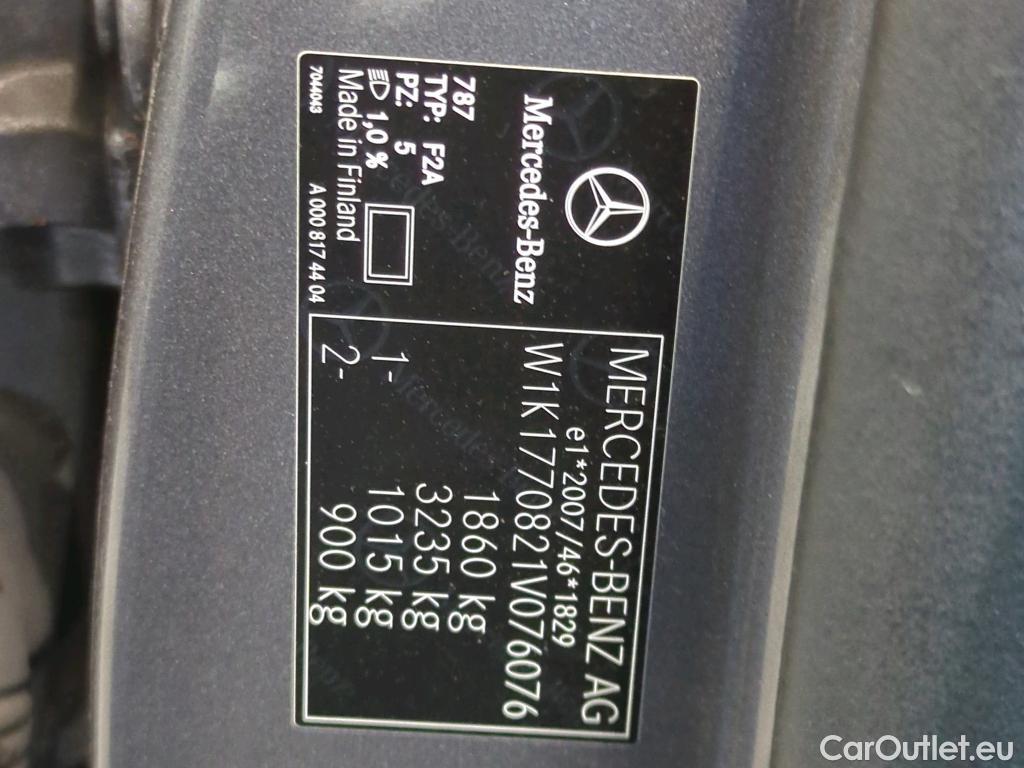 Mercedes-Benz
787
TYP: F2A
PZ: 5
1,0 %
Made in Finland
7044043
A 000 817 44 04
MERCEDES-BENZ AG
e1*2007/46*1829
W1K1770821V076076
1860 kg
3235 kg
1- 1015 kg
2- 900 kg
CarOutlet.eu